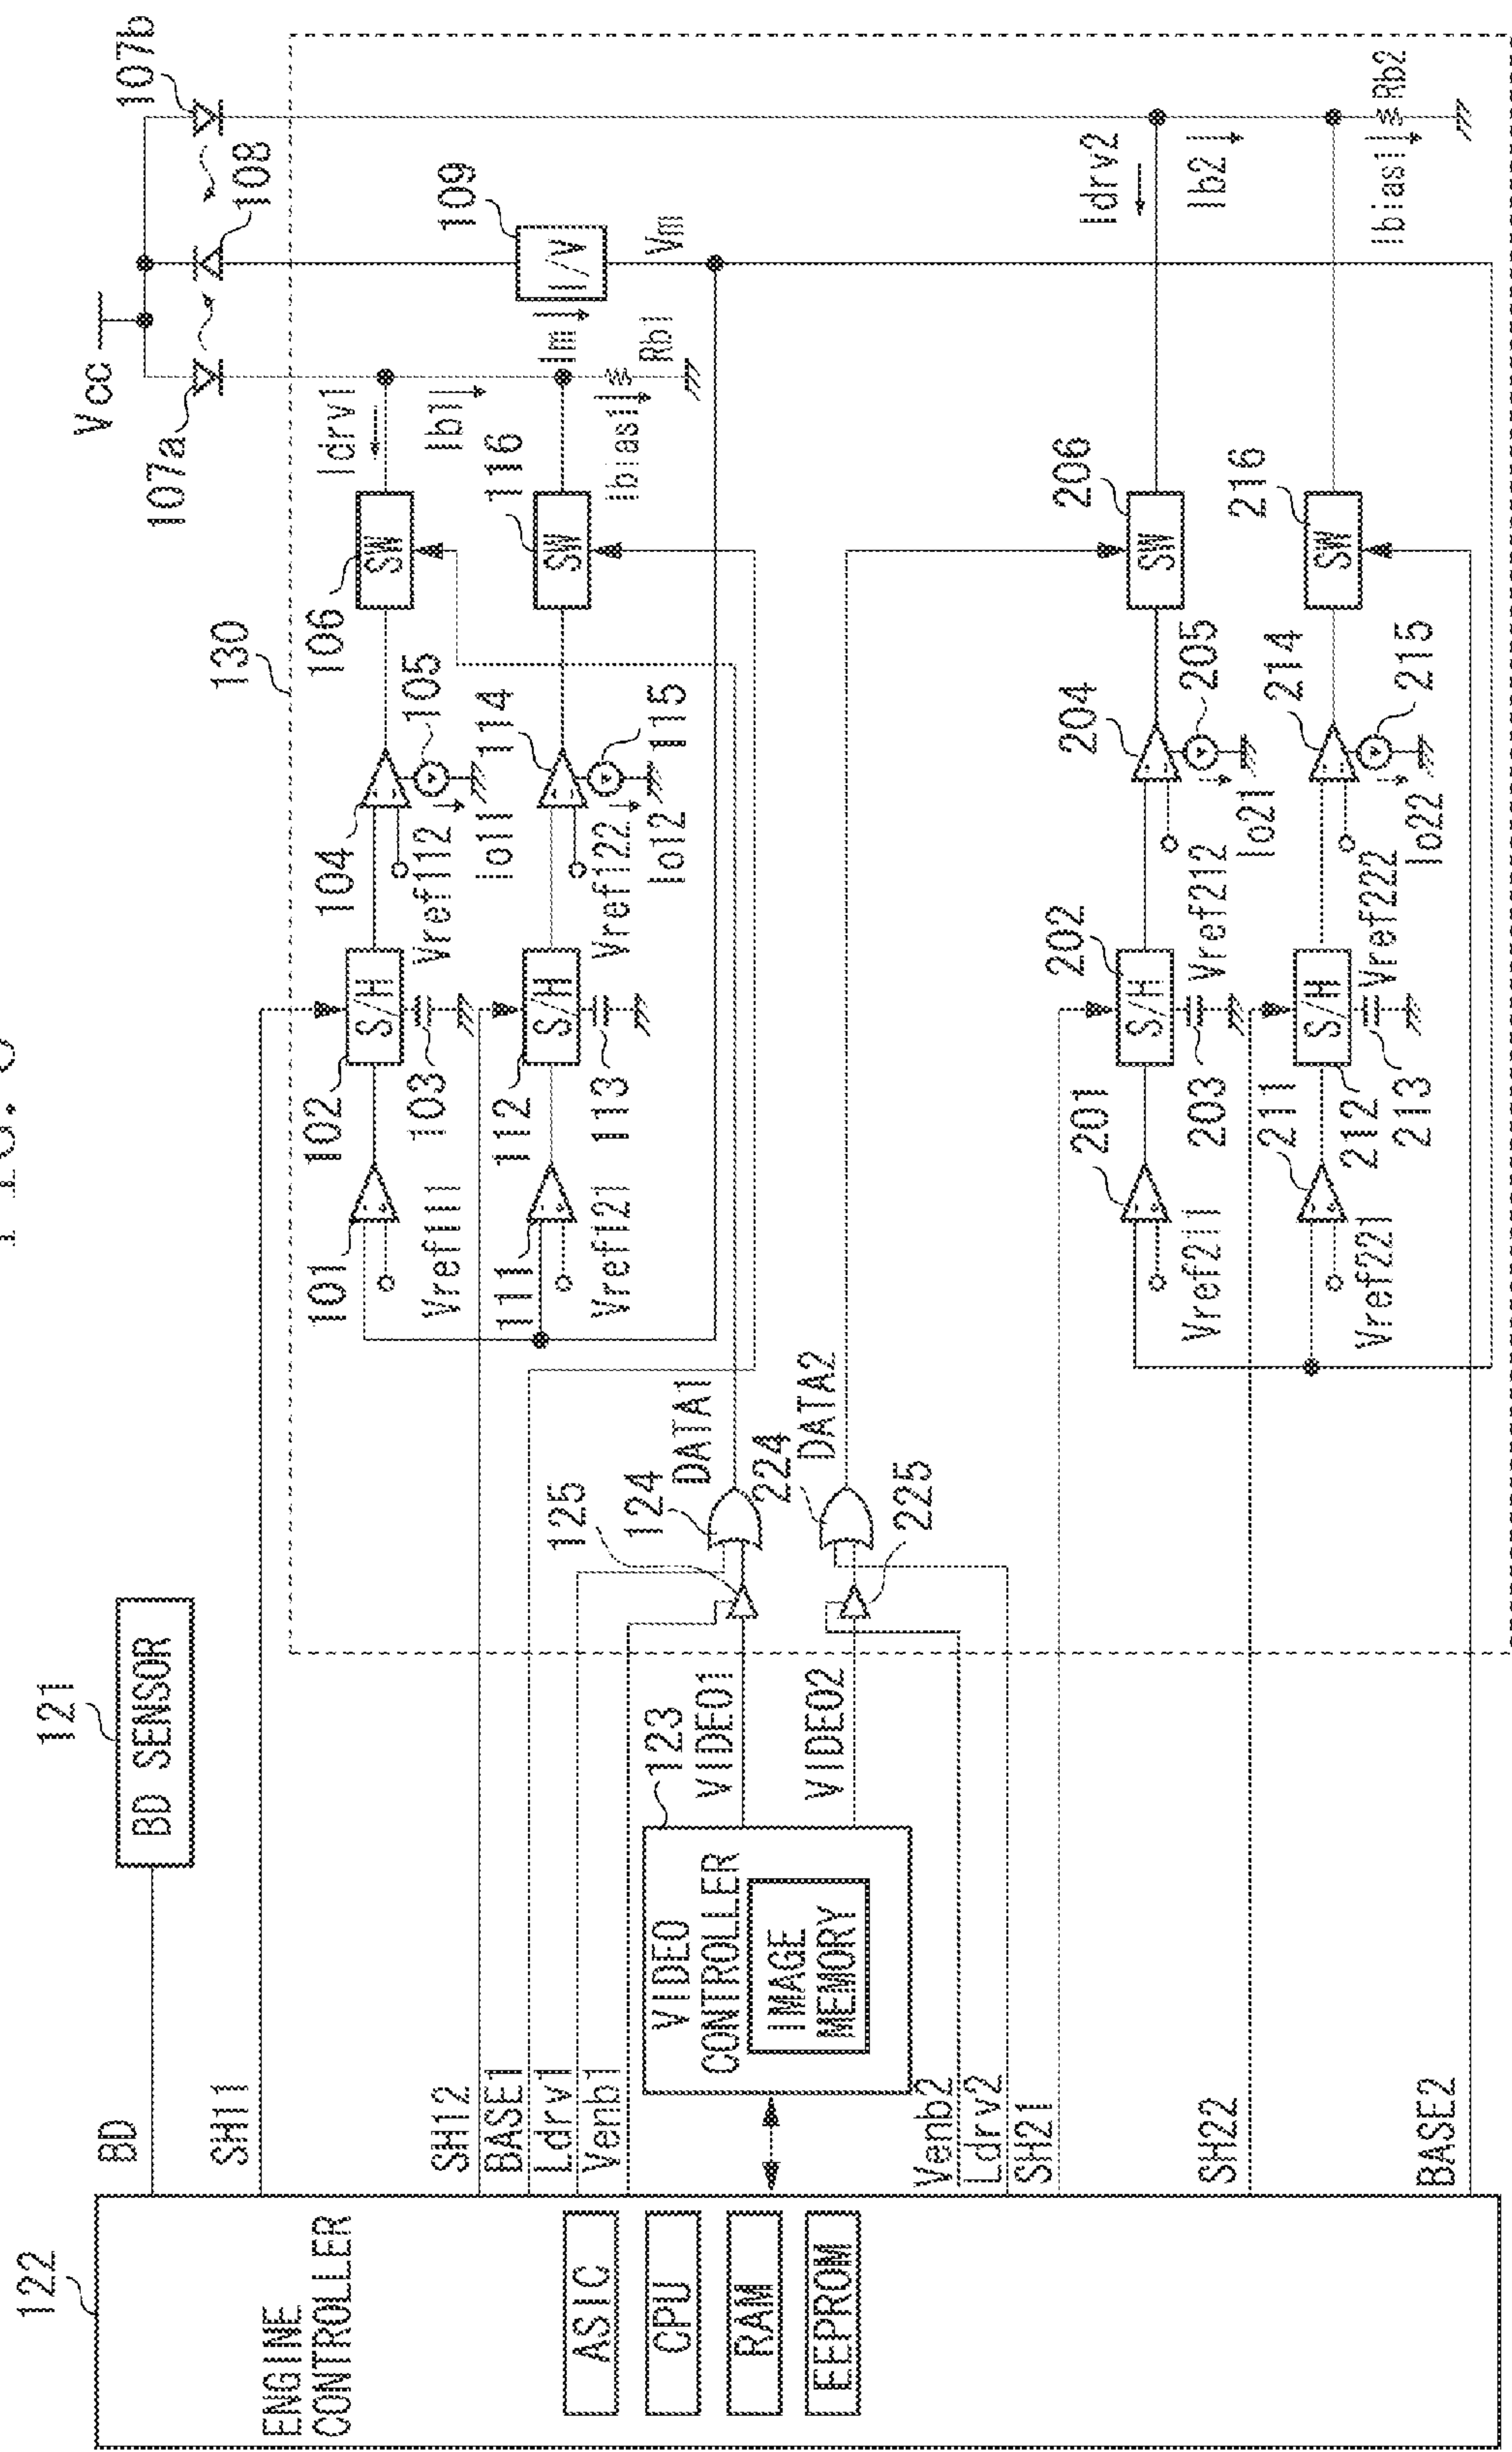 122
ENGINE
CONTROLLER
ASIC
CPU
RAM
EEPROM
121
BD SENSOR
BD
SH11
SH12
BASE1
Ldrv1
Venb1
VIDEO
CONTROLLER
IMAGE
MEMORY
123
VIDEO1
VIDEO2
Venb2
Ldrv2
SH21
SH22
BASE2
125
124
DATA1
224
DATA2
225
130
101
Vref111
102
S/H
103
104
Vref112
105
Io11
106
SW
111
Vref121
112
S/H
113
114
Vref122
115
Io12
116
SW
Vcc
107a
108
107b
Idrv1
Ib1
Ibias1
Rb1
Im
109
I/V
Vm
201
Vref211
202
S/H
203
204
Vref212
205
Io21
206
SW
211
Vref221
212
S/H
213
214
Vref222
215
Io22
216
SW
Idrv2
Ib2
Ibias1
Rb2